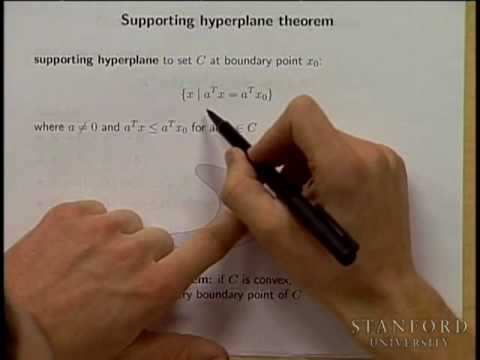 Supporting hyperplane theorem
supporting hyperplane to set C at boundary point x₀:
{x | aᵀx = aᵀx₀}
where a ≠ 0 and aᵀx ≤ aᵀx₀ for ∈ C
: if C is convex,
boundary point of C
STANFORD
UNIVERSITY